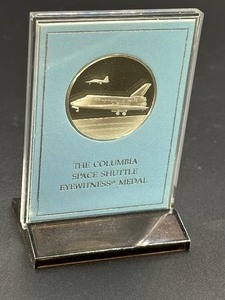 THE COLUMBIA
SPACE SHUTTLE
EYEWITNESS® MEDAL